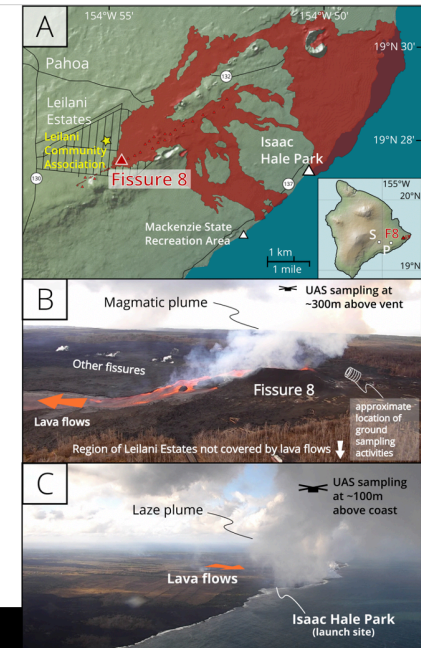 A
154°W 55'
154°W 50'
19°N 30'
Pahoa
132
Leilani
Estates
19°N 28'
Leilani
Community
Association
Isaac
Hale Park
130
Fissure 8
137
155°W
20°N
Mackenzie State
Recreation Area
S
F8
P
1 km
1 mile
19°N
B
UAS sampling at
~300m above vent
Magmatic plume
Other fissures
Fissure 8
Lava flows
approximate
location of
ground
sampling
activities
Region of Leilani Estates not covered by lava flows
C
UAS sampling
at ~100m
above coast
Laze plume
Lava flows
Isaac Hale Park
(launch site)